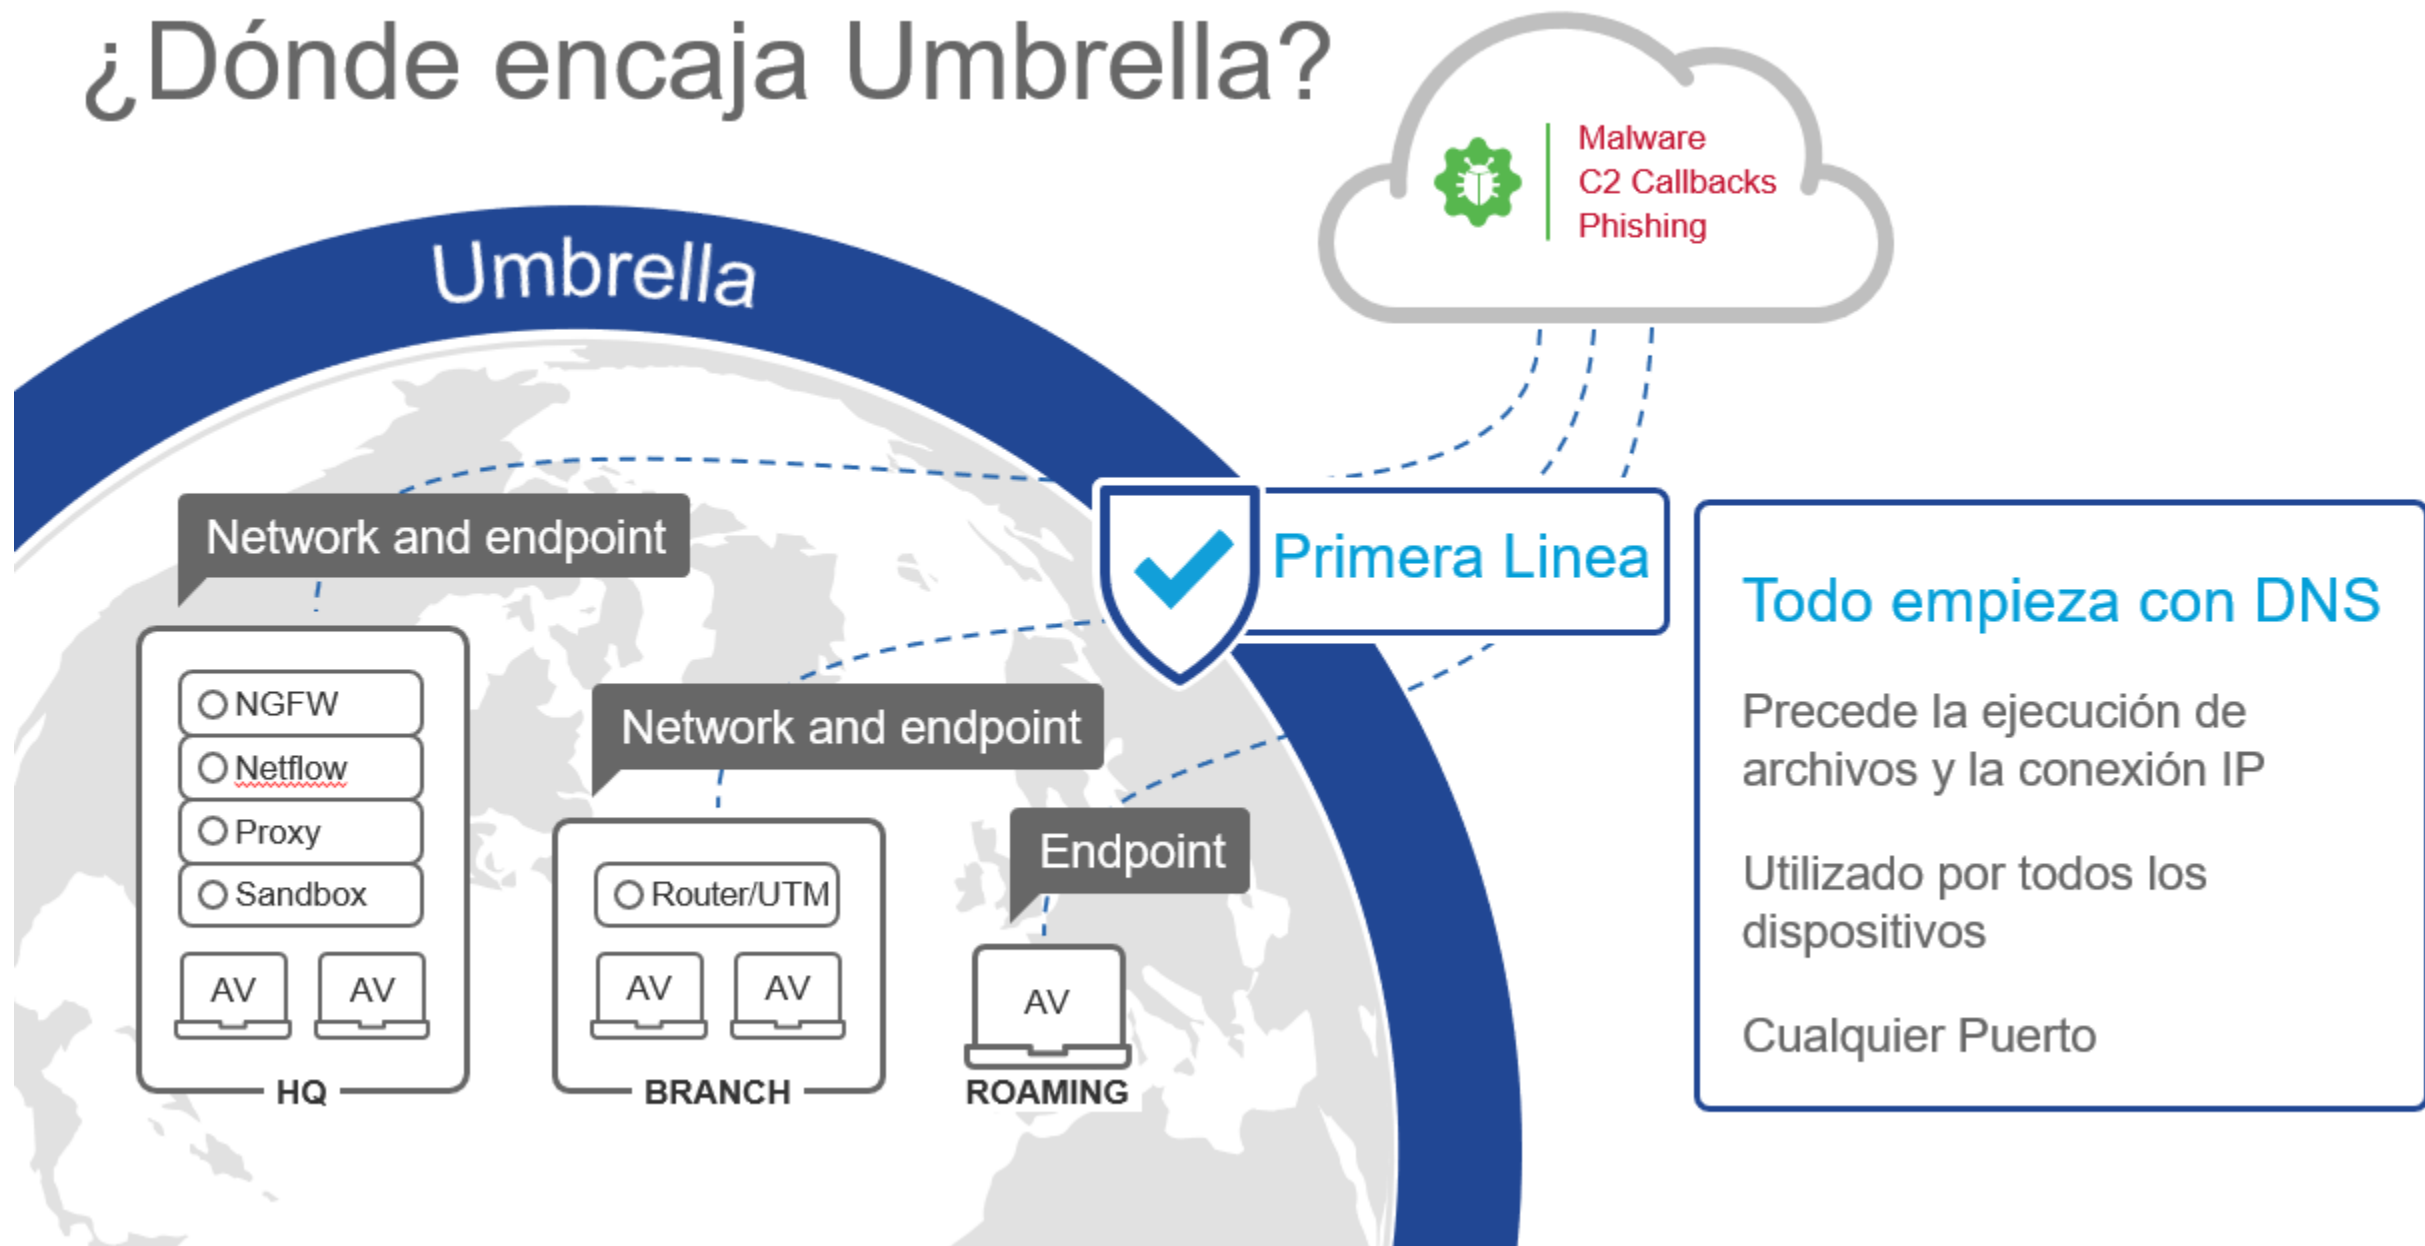 ¿Dónde encaja Umbrella?
Malware
C2 Callbacks
Phishing
Umbrella
Network and endpoint
Primera Linea
NGFW
Netflow
Proxy
Sandbox
AV
AV
HQ
Network and endpoint
Router/UTM
AV
AV
BRANCH
Endpoint
AV
ROAMING
Todo empieza con DNS
Precede la ejecución de
archivos y la conexión IP
Utilizado por todos los
dispositivos
Cualquier Puerto